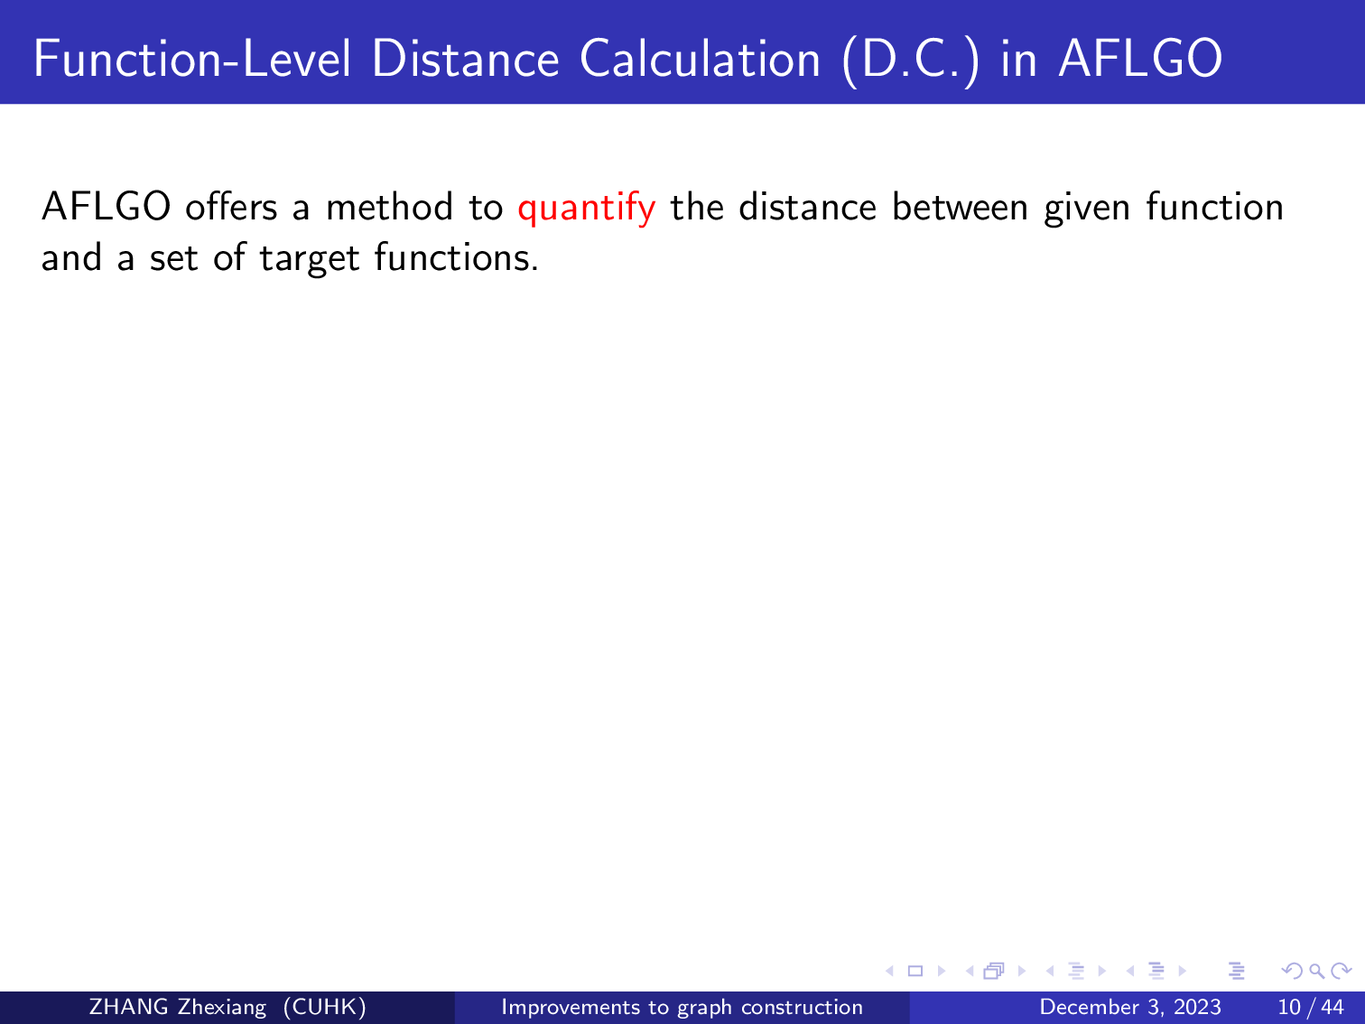 Function-Level Distance Calculation (D.C.) in AFLGO
AFLGO offers a method to quantify the distance between given function
and a set of target functions.
ZHANG Zhexiang (CUHK)
Improvements to graph construction
December 3, 2023
10 / 44